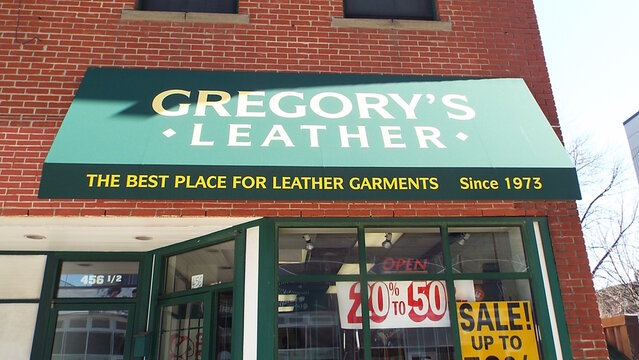 GREGORY'S
• LEATHER •
THE BEST PLACE FOR LEATHER GARMENTS Since 1973
456 1/2
OPEN
20% TO 50
SALE!
UP TO